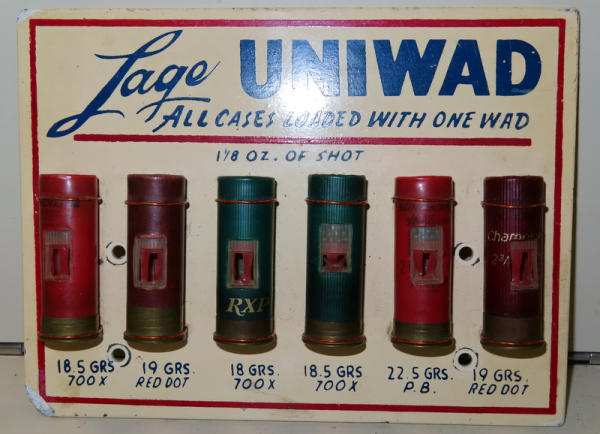 Lage UNIWAD
ALL CASES LOADED WITH ONE WAD
1 1/8 OZ. OF SHOT
RXP
18.5 GRS. 700 X
19 GRS. RED DOT
18 GRS. 700 X
18.5 GRS. 700 X
22.5 GRS. P.B.
19 GRS. RED DOT